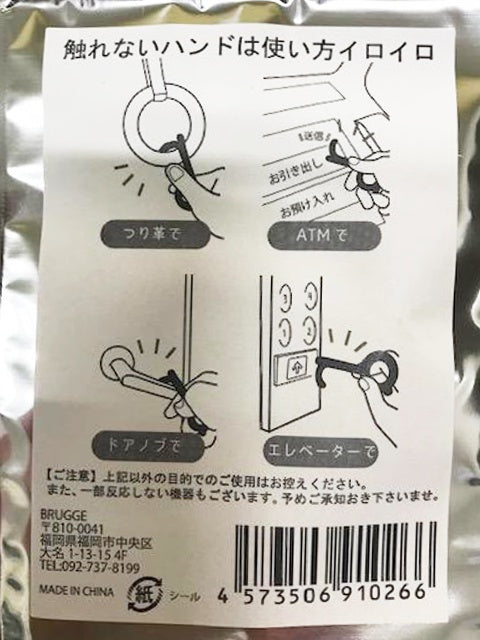 触れないハンドは使い方イロイロ
送信
お引き出し
お預け入れ
つり革で
ATMで
3 4
1 2
ドアノブで
エレベーターで
【ご注意】上記以外の目的でのご使用はお控えください。
また、一部反応しない機器もございます。予めご承知おき下さいませ。
BRUGGE
〒810-0041
福岡県福岡市中央区
大名 1-13-15 4F
TEL:092-737-8199
MADE IN CHINA
紙
シール
4 573506 910266